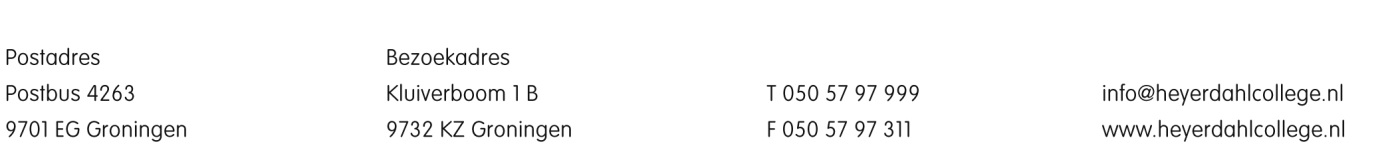 Postadres
Postbus 4263
9701 EG Groningen
Bezoekadres
Kluiverboom 1 B
9732 KZ Groningen
T 050 57 97 999
F 050 57 97 311
info@heyerdahlcollege.nl
www.heyerdahlcollege.nl